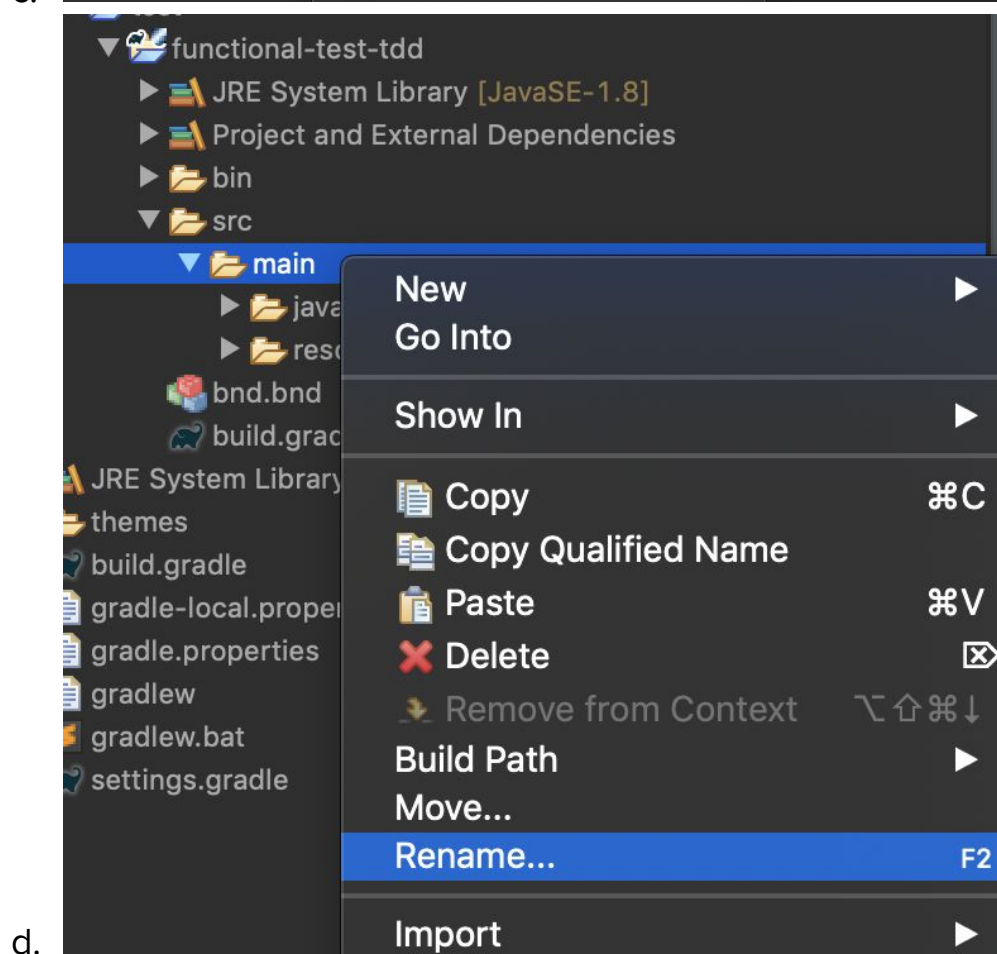 functional-test-tdd
JRE System Library [JavaSE-1.8]
Project and External Dependencies
bin
src
main
New
java
Go Into
bnd.bnd
Show In
JRE System Library
Copy ⌘C
themes
Copy Qualified Name
build.gradle
Paste ⌘V
gradle.properties
Delete ⌦
gradlew
Remove from Context ⌥⇧⌘↓
gradlew.bat
Build Path
settings.gradle
Move...
Rename... F2
Import
d.